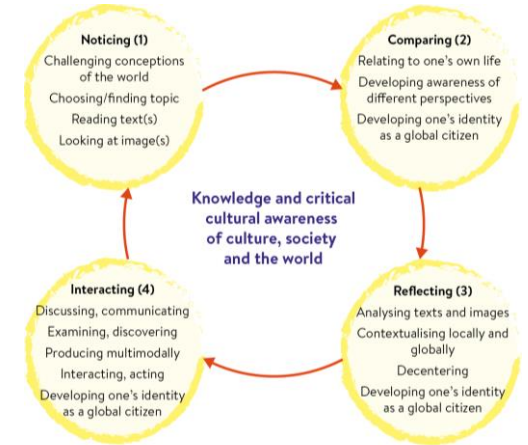 Noticing (1)
Challenging conceptions
of the world
Choosing/finding topic
Reading text(s)
Looking at image(s)
Comparing (2)
Relating to one's own life
Developing awareness of
different perspectives
Developing one's identity
as a global citizen
Knowledge and critical
cultural awareness
of culture, society
and the world
Reflecting (3)
Analysing texts and images
Contextualising locally and
globally
Decentering
Developing one's identity
as a global citizen
Interacting (4)
Discussing, communicating
Examining, discovering
Producing multimodally
Interacting, acting
Developing one's identity
as a global citizen